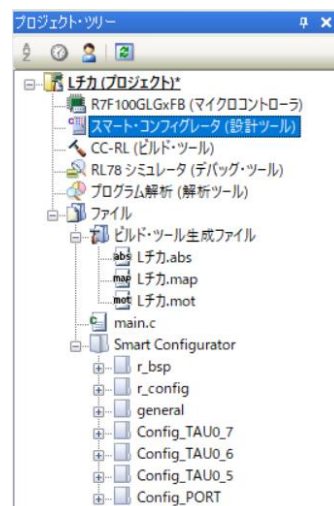 プロジェクト・ツリー
Lチカ (プロジェクト)*
R7F100GLGxFB (マイクロコントローラ)
スマート・コンフィグレータ (設計ツール)
CC-RL (ビルド・ツール)
RL78 シミュレータ (デバッグ・ツール)
プログラム解析 (解析ツール)
ファイル
ビルド・ツール生成ファイル
abs Lチカ.abs
map Lチカ.map
mot Lチカ.mot
main.c
Smart Configurator
r_bsp
r_config
general
Config_TAU0_7
Config_TAU0_6
Config_TAU0_5
Config_PORT